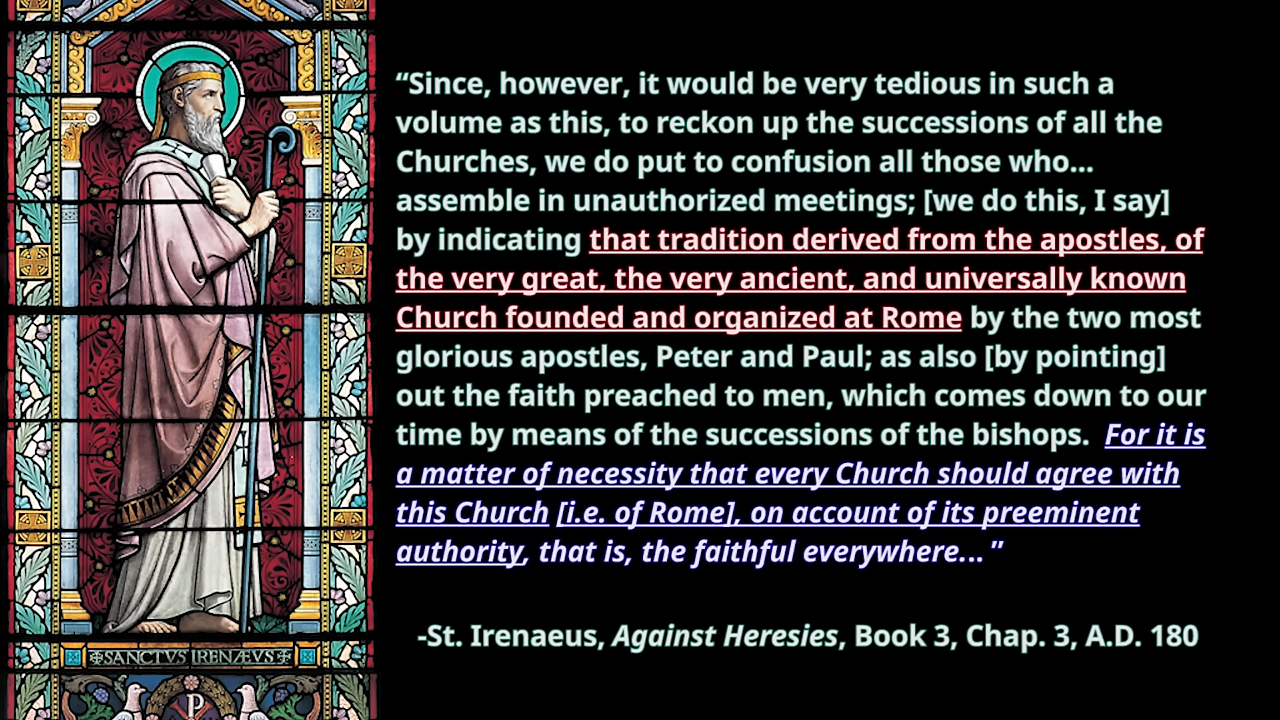 “Since, however, it would be very tedious in such a
volume as this, to reckon up the successions of all the
Churches, we do put to confusion all those who...
assemble in unauthorized meetings; [we do this, I say]
by indicating that tradition derived from the apostles, of
the very great, the very ancient, and universally known
Church founded and organized at Rome by the two most
glorious apostles, Peter and Paul; as also [by pointing]
out the faith preached to men, which comes down to our
time by means of the successions of the bishops. For it is
a matter of necessity that every Church should agree with
this Church [i.e. of Rome], on account of its preeminent
authority, that is, the faithful everywhere...”
-St. Irenaeus, Against Heresies, Book 3, Chap. 3, A.D. 180
SANCTVS IRENÆVS